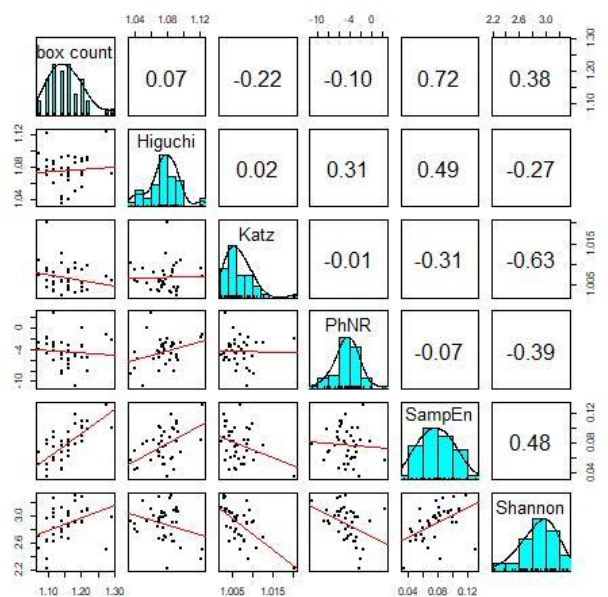 1.04 1.08 1.12 -10 -4 0 2.2 2.6 3.0
box count 0.07 -0.22 -0.10 0.72 0.38
1.10 1.20 1.30
1.04 1.08 1.12
Higuchi 0.02 0.31 0.49 -0.27
Katz -0.01 -0.31 -0.63
1.005 1.015
-10 -4 0
PhNR -0.07 -0.39
SampEn 0.48
0.04 0.08 0.12
2.2 2.6 3.0
Shannon
1.10 1.20 1.30 1.005 1.015 0.04 0.08 0.12